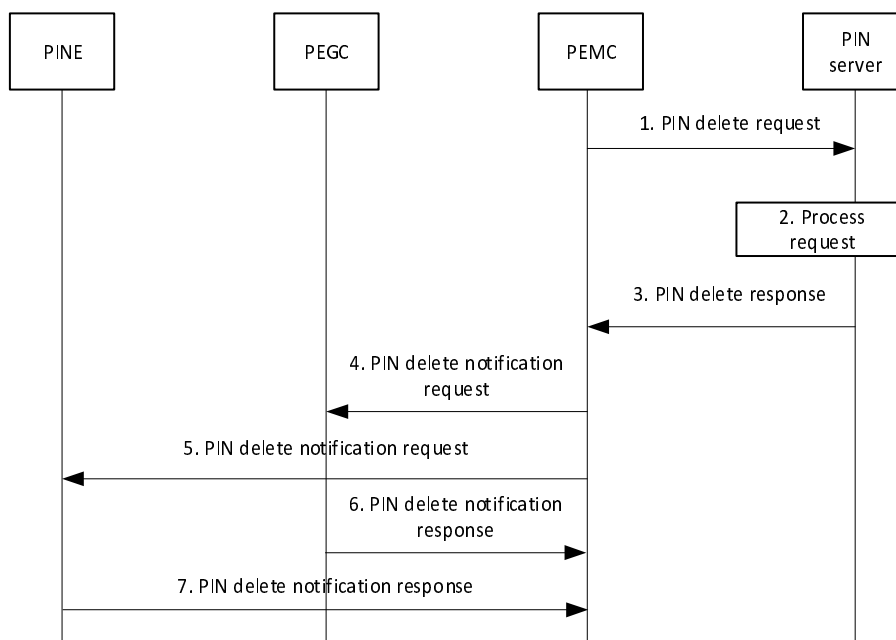 PINE
PEGC
PEMC
PIN
server
1. PIN delete request
2. Process
request
3. PIN delete response
4. PIN delete notification
request
5. PIN delete notification request
6. PIN delete notification
response
7. PIN delete notification response